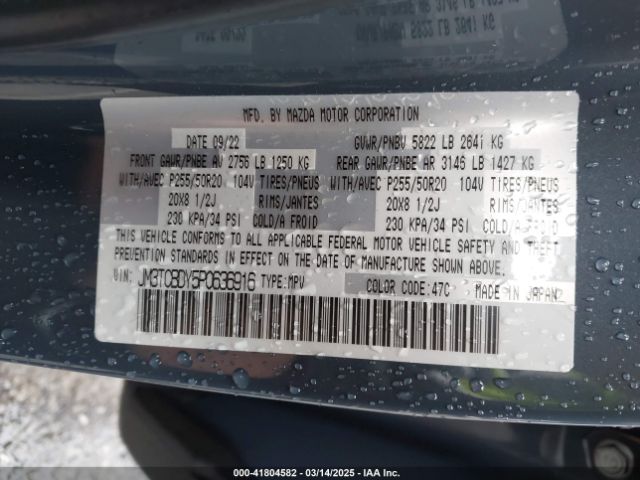 MFD. BY MAZDA MOTOR CORPORATION
DATE 09/22 GVWR/PNBV 5822 LB 2641 KG
FRONT GAWR/PNBE AV 2756 LB 1250 KG REAR GAWR/PNBE AR 3146 LB 1427 KG
WITH/AVEC P255/50R20 104V TIRES/PNEUS WITH/AVEC P255/50R20 104V TIRES/PNEUS
20X8 1/2J RIMS/JANTES 20X8 1/2J RIMS/JANTES
230 KPA/34 PSI COLD/A FROID 230 KPA/34 PSI COLD/A FROID
THIS VEHICLE CONFORMS TO ALL APPLICABLE FEDERAL MOTOR VEHICLE SAFETY AND THEFT
PREVENTION STANDARDS IN EFFECT ON THE DATE OF MANUFACTURE SHOWN ABOVE.
VIN: JM3TCBDY5P0636916 TYPE:MPV COLOR CODE: 47C MADE IN JAPAN
STOCK #: 41804582 — 03/14/2025 — IAA Inc.